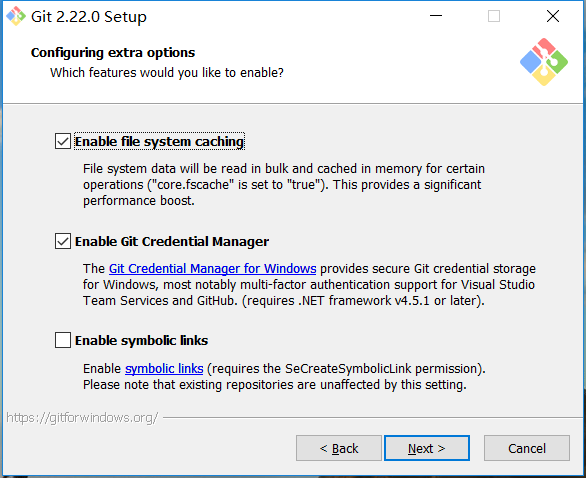 Git 2.22.0 Setup
Configuring extra options
Which features would you like to enable?
Enable file system caching
File system data will be read in bulk and cached in memory for certain
operations ("core.fscache" is set to "true"). This provides a significant
performance boost.
Enable Git Credential Manager
The Git Credential Manager for Windows provides secure Git credential storage
for Windows, most notably multi-factor authentication support for Visual Studio
Team Services and GitHub. (requires .NET framework v4.5.1 or later).
Enable symbolic links
Enable symbolic links (requires the SeCreateSymbolicLink permission).
Please note that existing repositories are unaffected by this setting.
https://gitforwindows.org/
< Back Next > Cancel